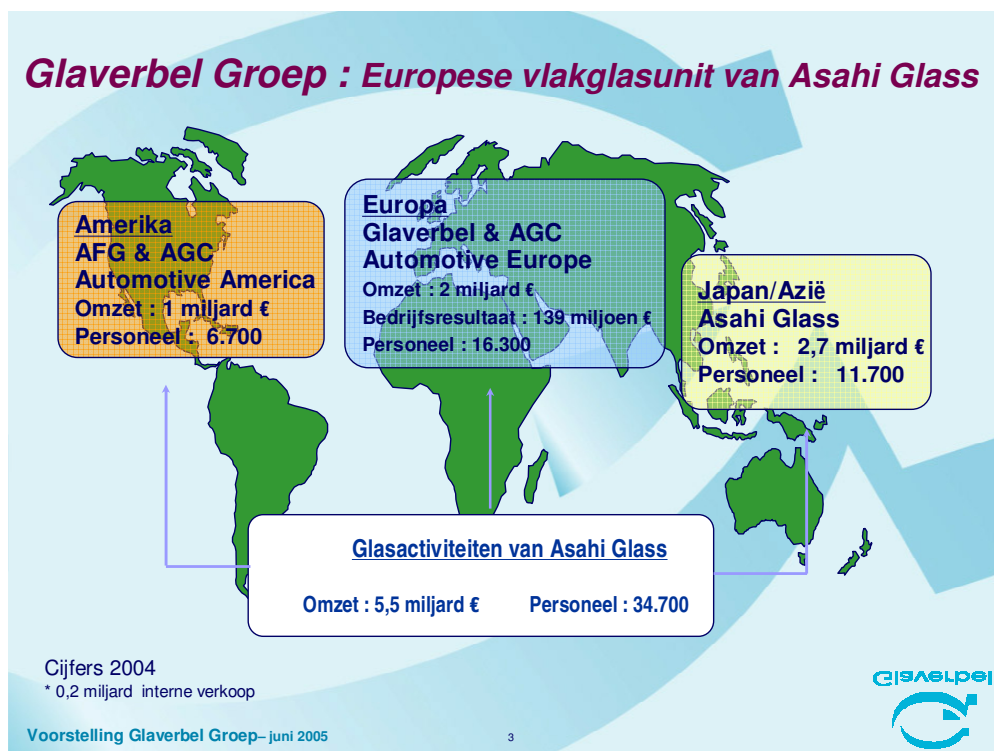 Glaverbel Groep : Europese vlakglasunit van Asahi Glass
Amerika
AFG & AGC
Automotive America
Omzet : 1 miljard €
Personeel : 6.700
Europa
Glaverbel & AGC
Automotive Europe
Omzet : 2 miljard €
Bedrijfsresultaat : 139 miljoen €
Personeel : 16.300
Japan/Azië
Asahi Glass
Omzet : 2,7 miljard €
Personeel : 11.700
Glasactiviteiten van Asahi Glass
Omzet : 5,5 miljard € Personeel : 34.700
Cijfers 2004
* 0,2 miljard interne verkoop
Glaverbel
Voorstelling Glaverbel Groep– juni 2005
3